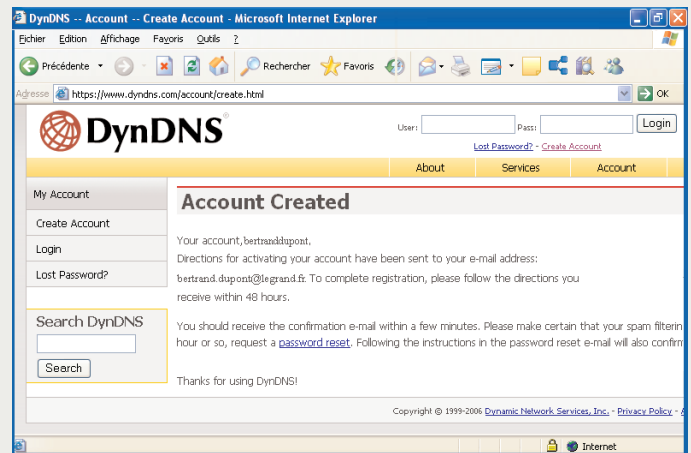 DynDNS -- Account -- Create Account - Microsoft Internet Explorer
Fichier Edition Affichage Favoris Outils ?
Précédente Rechercher Favoris
Adresse https://www.dyndns.com/account/create.html OK
DynDNS®
User: Pass: Login
Lost Password? - Create Account
About Services Account
My Account
Create Account
Login
Lost Password?
Search DynDNS
Search
Account Created
Your account, bertranddupont,
Directions for activating your account have been sent to your e-mail address:
bertrand.dupont@legrand.fr. To complete registration, please follow the directions you
receive within 48 hours.
You should receive the confirmation e-mail within a few minutes. Please make certain that your spam filterin
hour or so, request a password reset. Following the instructions in the password reset e-mail will also confirm
Thanks for using DynDNS!
Copyright © 1999-2006 Dynamic Network Services, Inc. - Privacy Policy -
Internet